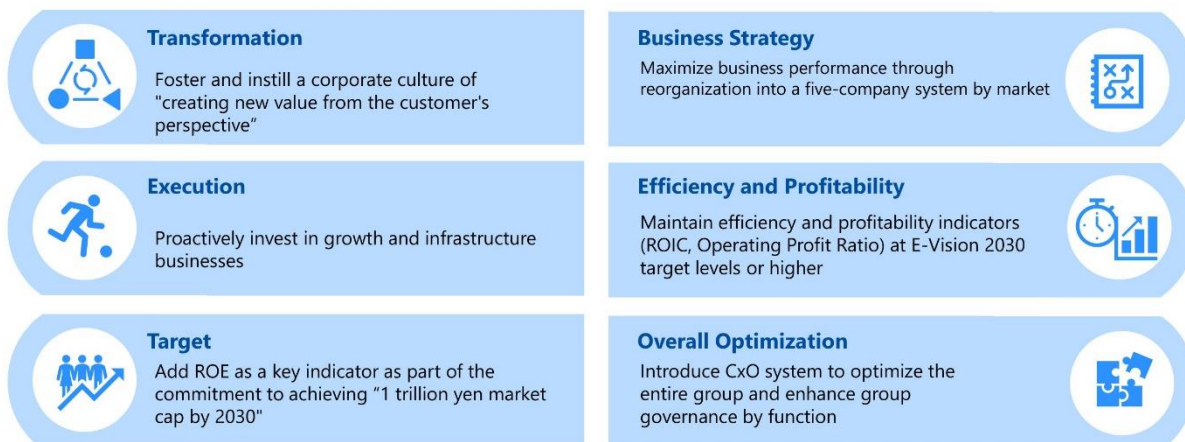 Transformation
Foster and instill a corporate culture of
"creating new value from the customer's
perspective"
Business Strategy
Maximize business performance through
reorganization into a five-company system by market
Execution
Proactively invest in growth and infrastructure
businesses
Efficiency and Profitability
Maintain efficiency and profitability indicators
(ROIC, Operating Profit Ratio) at E-Vision 2030
target levels or higher
Target
Add ROE as a key indicator as part of the
commitment to achieving "1 trillion yen market
cap by 2030"
Overall Optimization
Introduce CxO system to optimize the
entire group and enhance group
governance by function